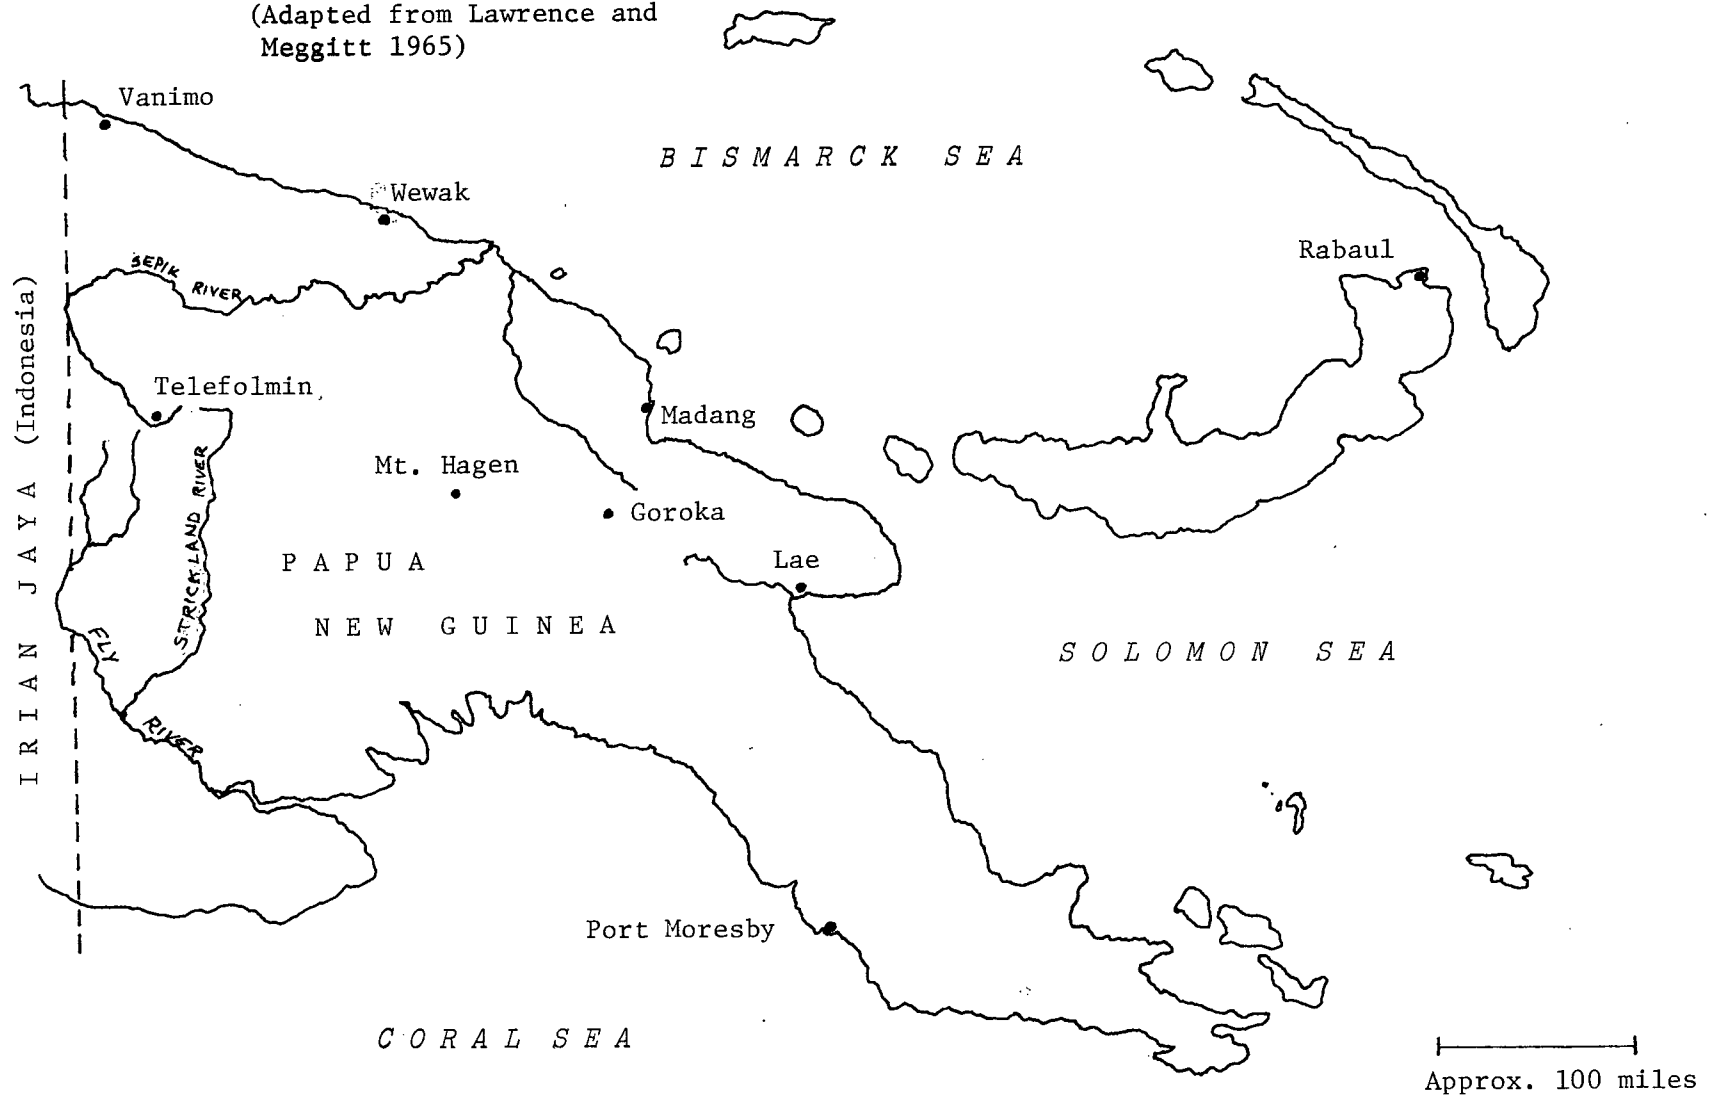 (Adapted from Lawrence and
Meggitt 1965)
Vanimo
BISMARCK SEA
Wewak
Rabaul
SEPIK RIVER
IRIAN JAYA (Indonesia)
Telefolmin
Madang
Mt. Hagen
Goroka
STRICKLAND RIVER
PAPUA
NEW GUINEA
Lae
SOLOMON SEA
FLY RIVER
Port Moresby
CORAL SEA
Approx. 100 miles